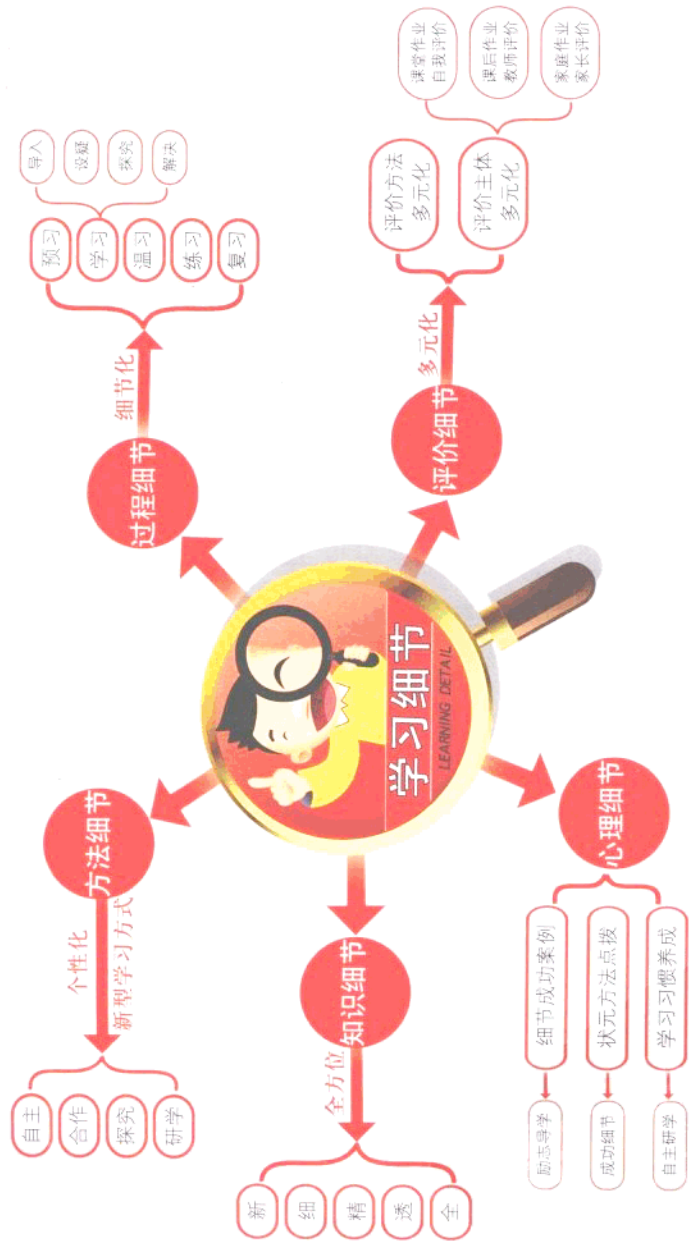 学习细节
LEARNING DETAIL
方法细节
个性化
新型学习方式
自主
合作
探究
研学
过程细节
细节化
预习
学习
温习
练习
复习
导入
设疑
探究
解决
知识细节
全方位
新
细
精
透
全
评价细节
多元化
评价方法
多元化
评价主体
多元化
课堂作业
自我评价
课后作业
教师评价
家庭作业
家长评价
心理细节
细节成功案例
状元方法点拨
学习习惯养成
励志导学
成功细节
自主研学